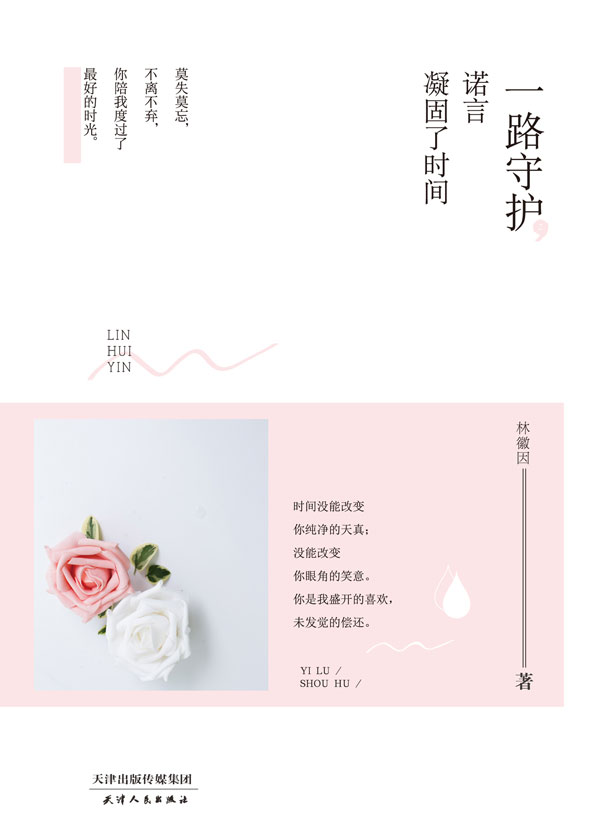 一路守护,
诺言
凝固了时间
莫失莫忘,
不离不弃,
你陪我度过了
最好的时光。
LIN
HUI
YIN
林徽因
著
时间没能改变
你纯净的天真;
没能改变
你眼角的笑意。
你是我盛开的喜欢,
未发觉的偿还。
YI LU /
SHOU HU /
天津出版传媒集团
天津人民出版社